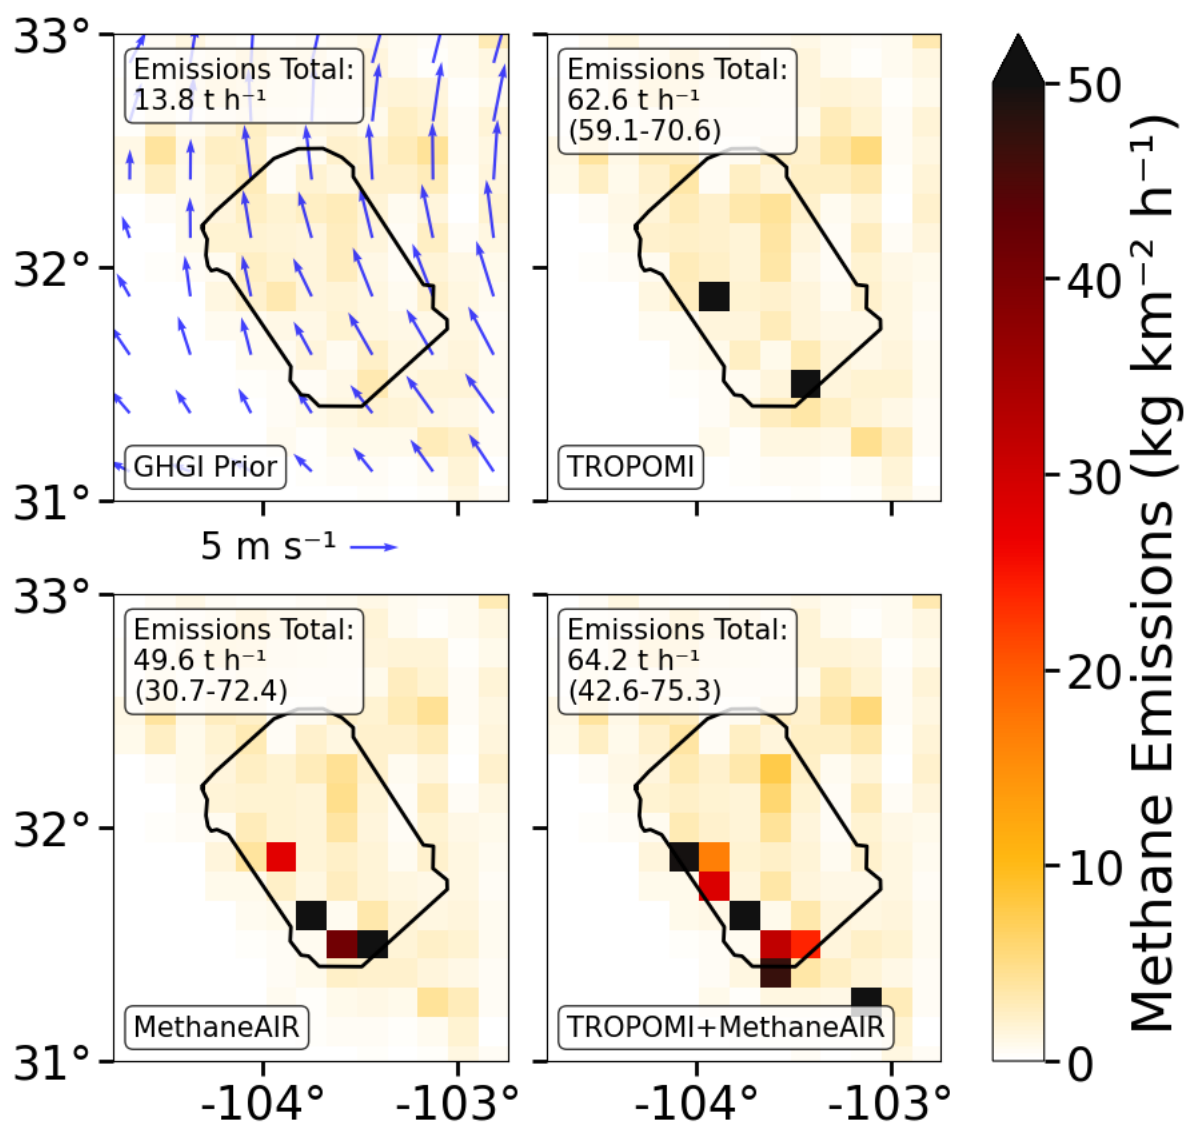 33°
32°
31°
Emissions Total:
13.8 t h⁻¹
GHGI Prior
Emissions Total:
62.6 t h⁻¹
(59.1-70.6)
TROPOMI
5 m s⁻¹
33°
32°
31°
Emissions Total:
49.6 t h⁻¹
(30.7-72.4)
MethaneAIR
-104°
-103°
Emissions Total:
64.2 t h⁻¹
(42.6-75.3)
TROPOMI+MethaneAIR
-104°
-103°
50
40
30
20
10
0
Methane Emissions (kg km⁻² h⁻¹)